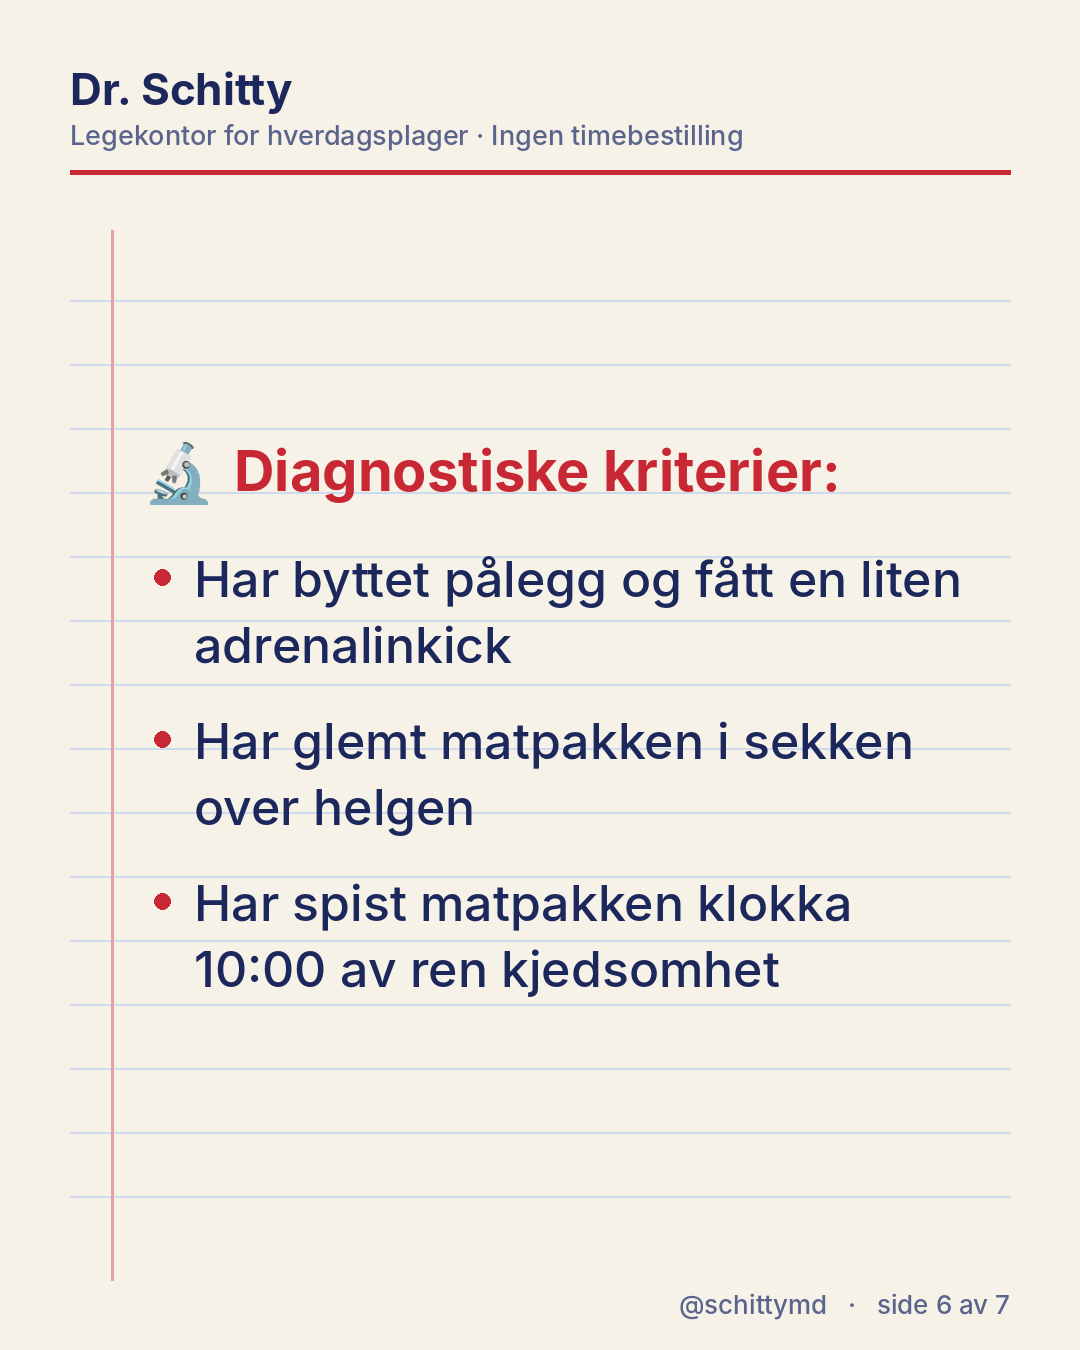 Dr. Schitty
Legekontor for hverdagsplager · Ingen timebestilling
🔬 Diagnostiske kriterier:
• Har byttet pålegg og fått en liten
adrenalinkick
• Har glemt matpakken i sekken
over helgen
• Har spist matpakken klokka
10:00 av ren kjedsomhet
@schittymd · side 6 av 7